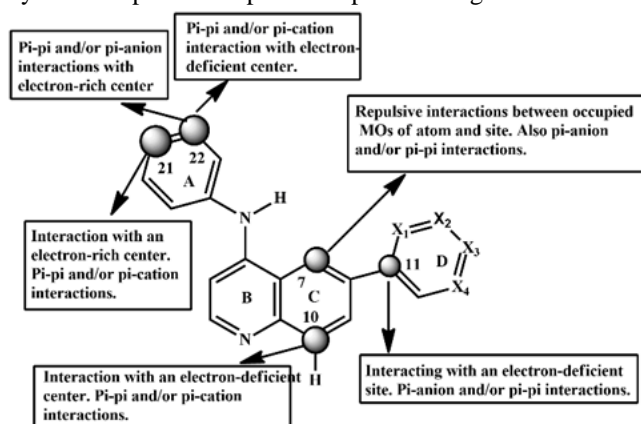 Pi-pi and/or pi-anion
interactions with
electron-rich center
Pi-pi and/or pi-cation
interaction with electron-
deficient center.
Repulsive interactions between occupied
MOs of atom and site. Also pi-anion
and/or pi-pi interactions.
21
22
A
H
N
Interaction with an
electron-rich center.
Pi-pi and/or pi-cation
interactions.
X1
X2
X3
X4
D
11
7
B
C
10
N
H
Interaction with an electron-deficient
center. Pi-pi and/or pi-cation
interactions.
Interacting with an electron-deficient
site. Pi-anion and/or pi-pi interactions.